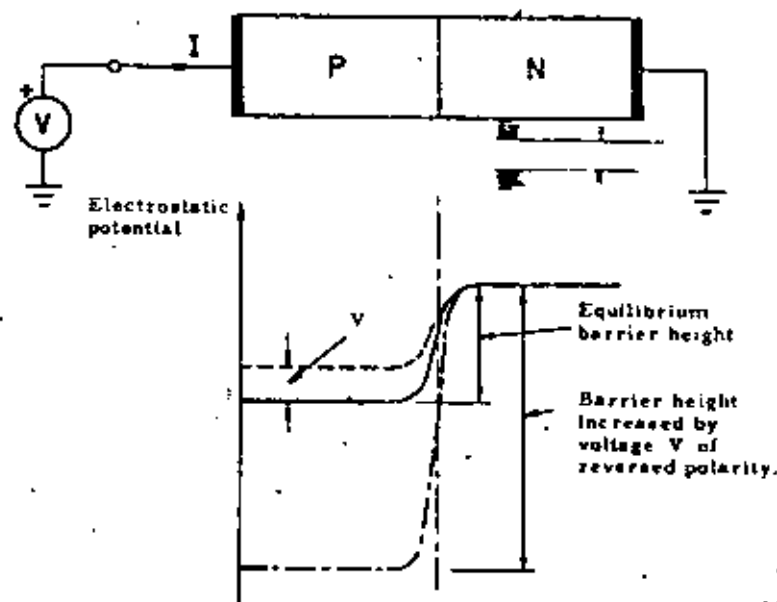 I
P
N
+
V
Electrostatic
potential
V
Equilibrium
barrier height
Barrier height
increased by
voltage V of
reversed polarity.